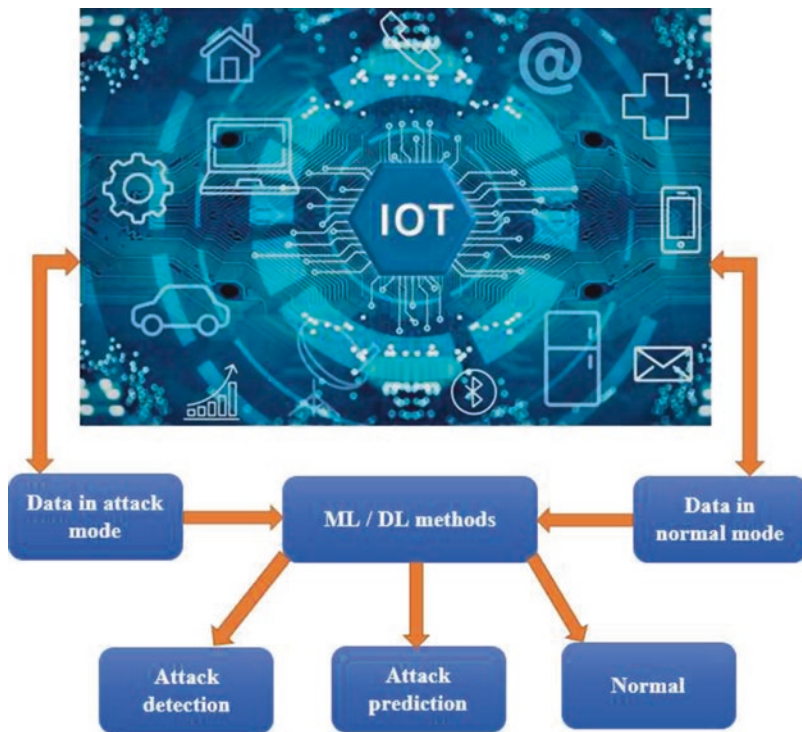 @
IOT
Data in attack
mode
ML / DL methods
Data in
normal mode
Attack
detection
Attack
prediction
Normal